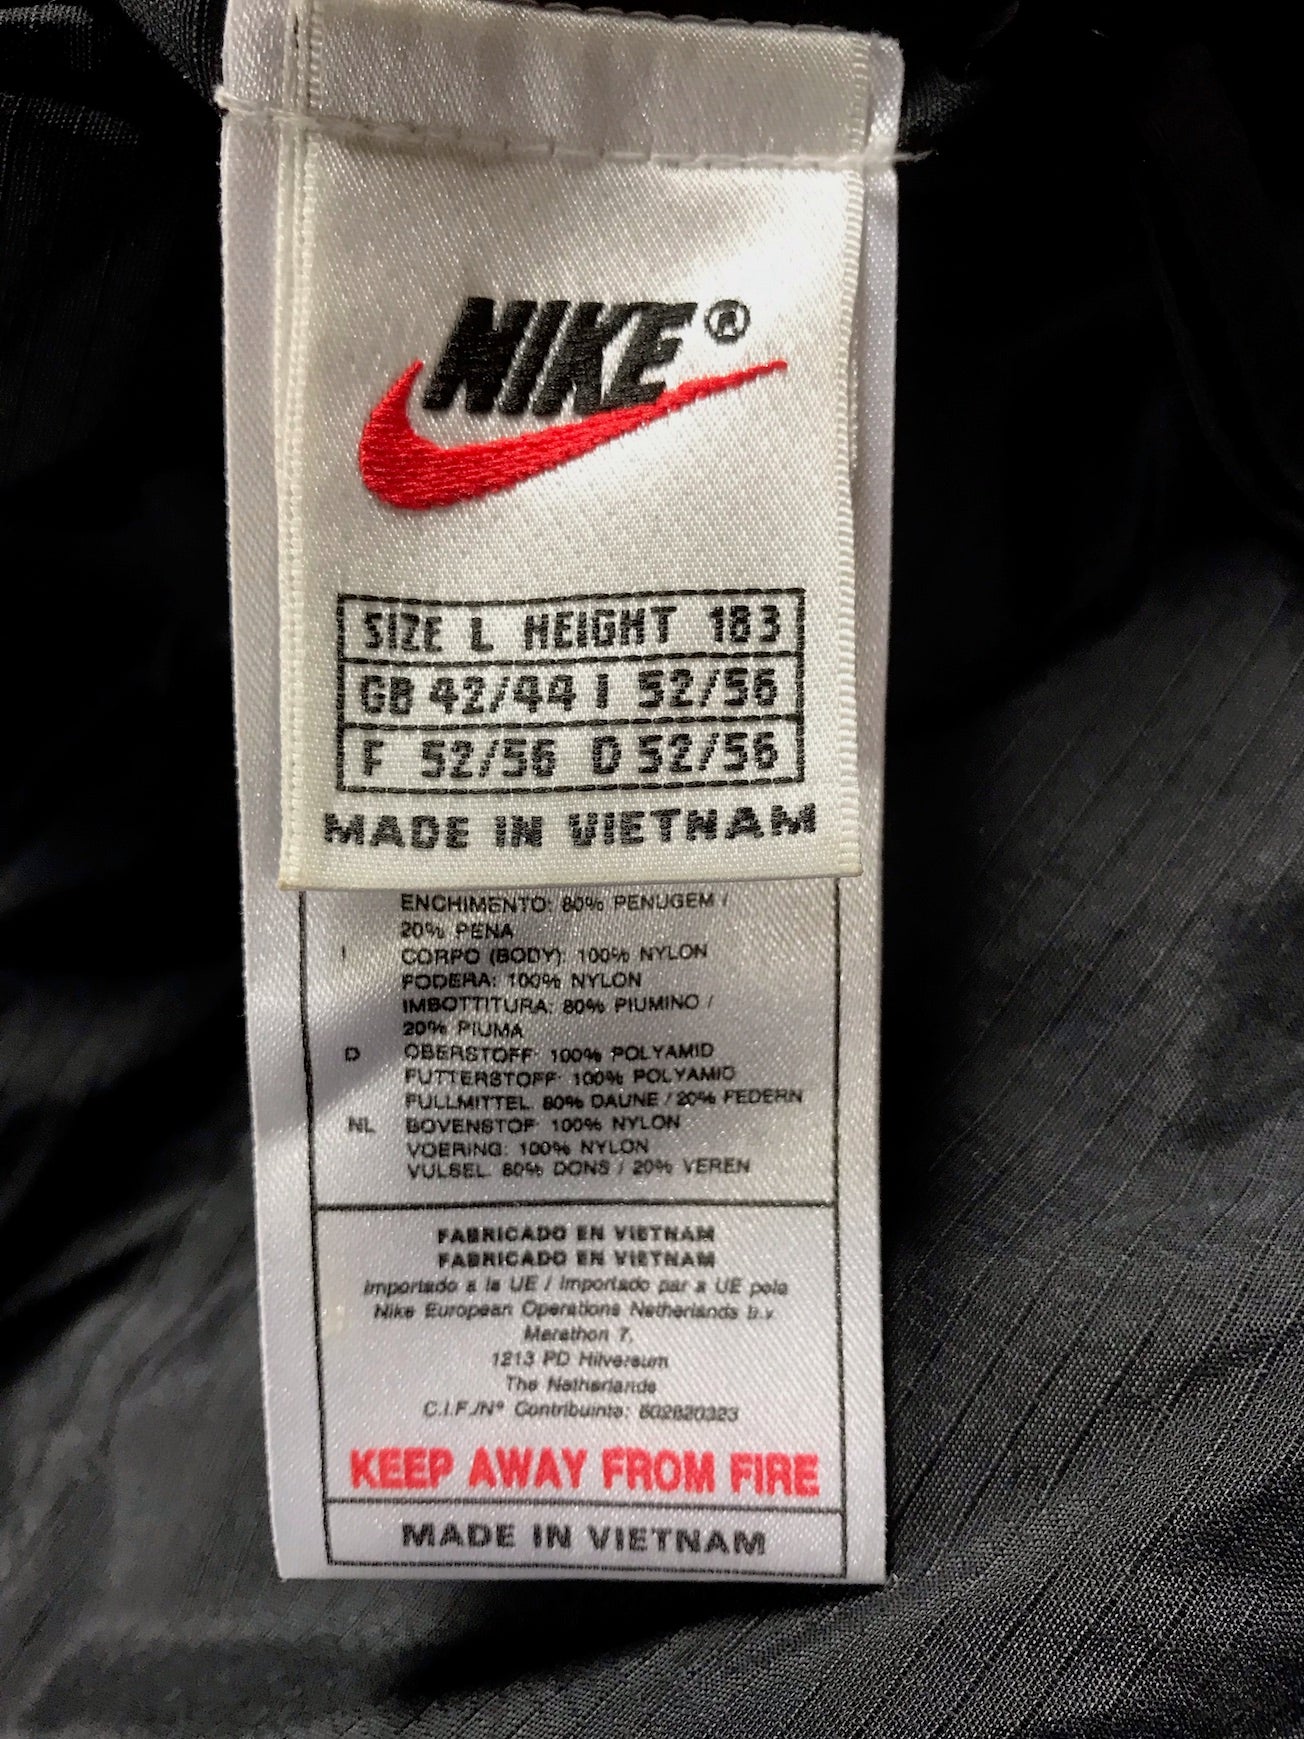 NIKE®
SIZE L HEIGHT 183
GB 42/44 I 52/56
F 52/56 D 52/56
MADE IN VIETNAM
ENCHIMENTO: 80% PENUGEM /
20% PENA
I CORPO (BODY): 100% NYLON
FODERA: 100% NYLON
IMBOTTITURA: 80% PIUMINO /
20% PIUMA
D OBERSTOFF: 100% POLYAMID
FUTTERSTOFF: 100% POLYAMID
FULLMITTEL: 80% DAUNE / 20% FEDERN
NL BOVENSTOF: 100% NYLON
VOERING: 100% NYLON
VULSEL: 80% DONS / 20% VEREN
FABRICADO EN VIETNAM
FABRICADO EN VIETNAM
Importado a la UE / Importado par a UE pela
Nike European Operations Netherlands B.v.
Marathon 7,
1213 PD Hilversum
The Netherlands
C.I.F./Nº Contribuinte: 802820323
KEEP AWAY FROM FIRE
MADE IN VIETNAM